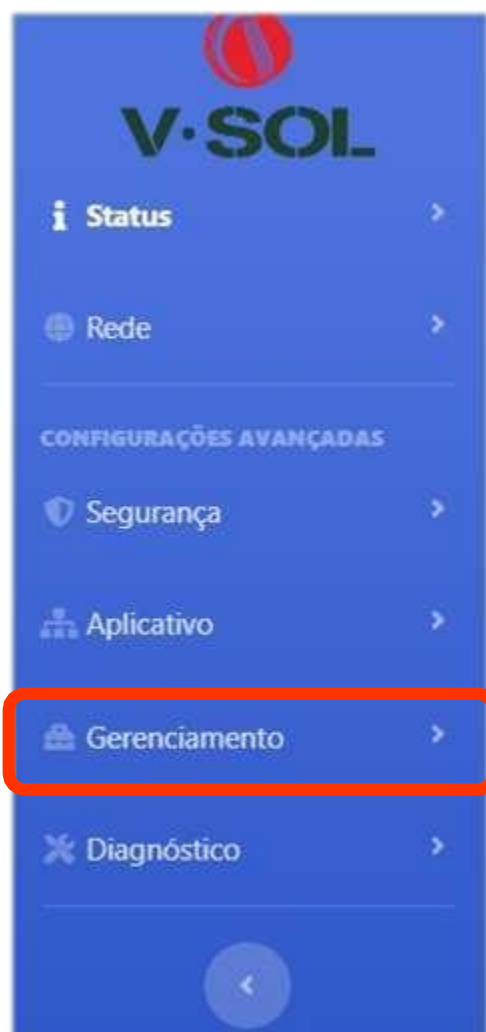 V·SOL
Status
Rede
CONFIGURAÇÕES AVANÇADAS
Segurança
Aplicativo
Gerenciamento
Diagnóstico